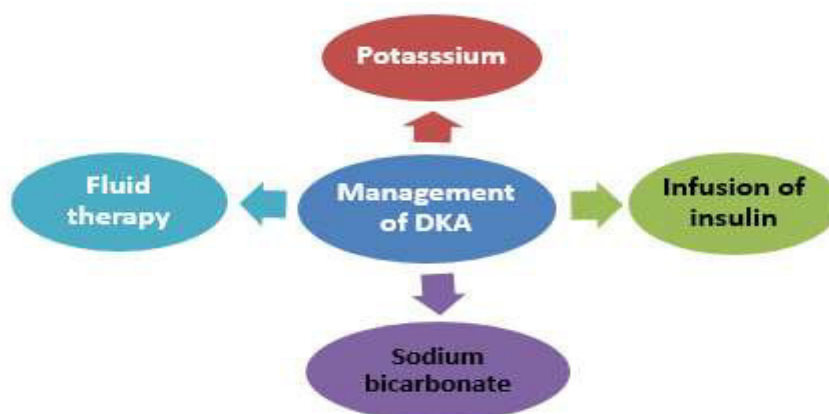 Potasssium
Fluid
therapy
Management
of DKA
Infusion of
insulin
Sodium
bicarbonate